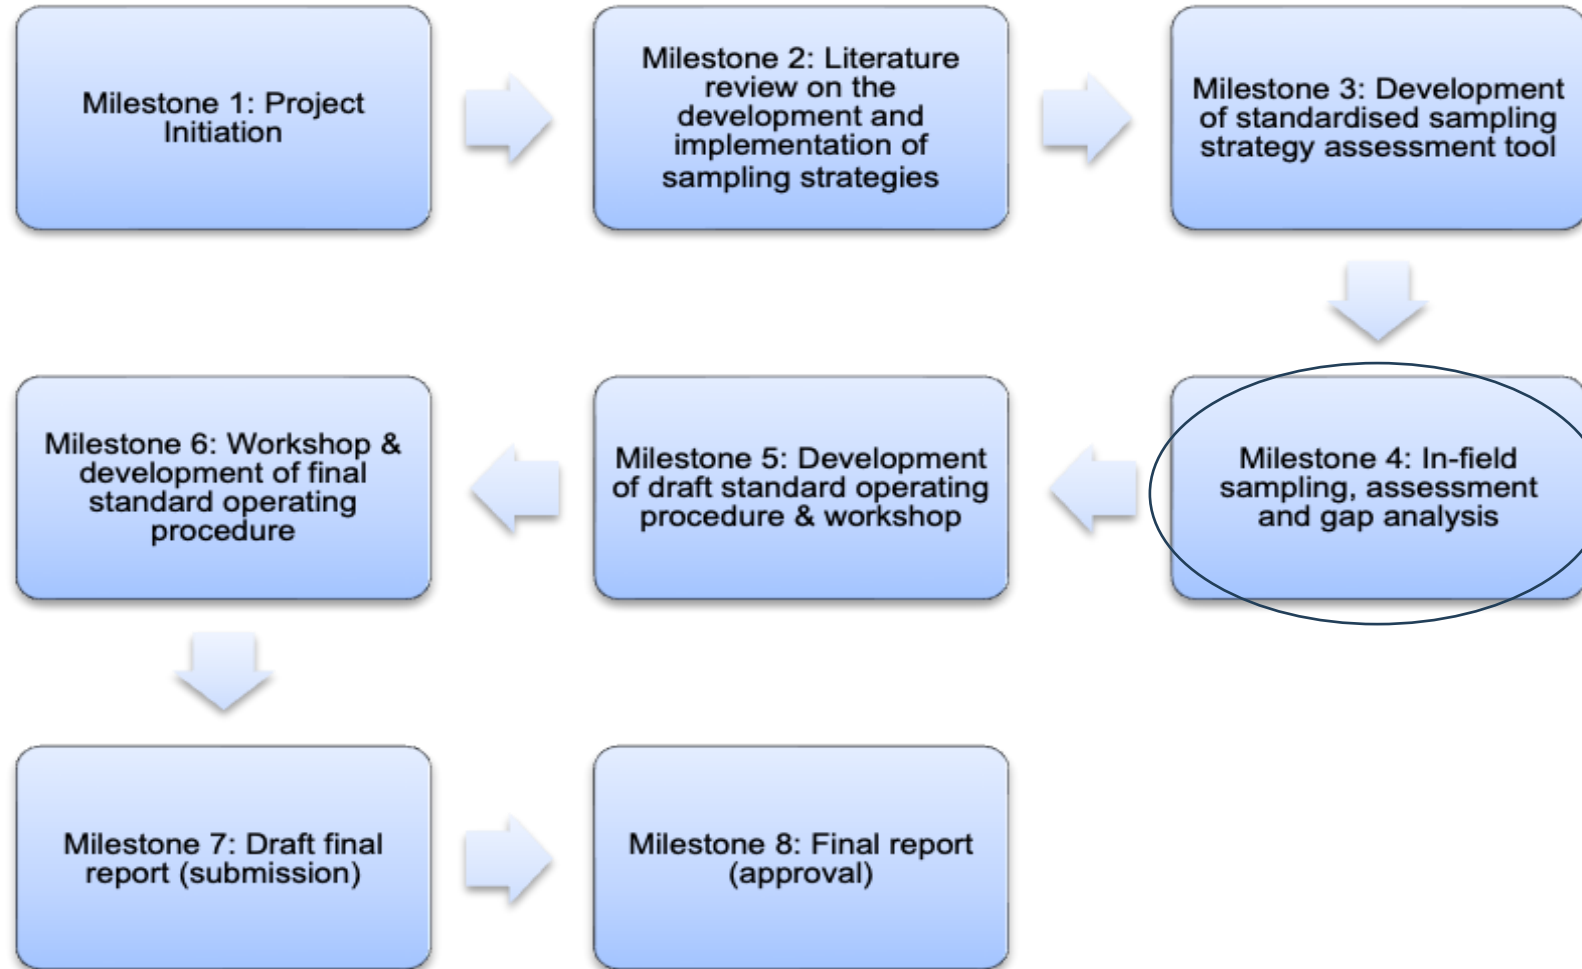 Milestone 1: Project
Initiation
Milestone 2: Literature
review on the
development and
implementation of
sampling strategies
Milestone 3: Development
of standardised sampling
strategy assessment tool
Milestone 4: In-field
sampling, assessment
and gap analysis
Milestone 5: Development
of draft standard operating
procedure & workshop
Milestone 6: Workshop &
development of final
standard operating
procedure
Milestone 7: Draft final
report (submission)
Milestone 8: Final report
(approval)